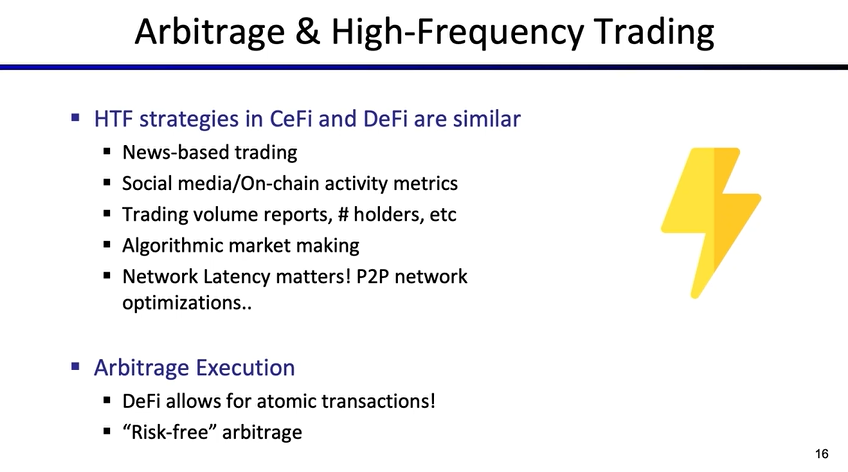 Arbitrage & High-Frequency Trading
▪ HTF strategies in CeFi and DeFi are similar
▪ News-based trading
▪ Social media/On-chain activity metrics
▪ Trading volume reports, # holders, etc
▪ Algorithmic market making
▪ Network Latency matters! P2P network
optimizations..
▪ Arbitrage Execution
▪ DeFi allows for atomic transactions!
▪ “Risk-free” arbitrage
16